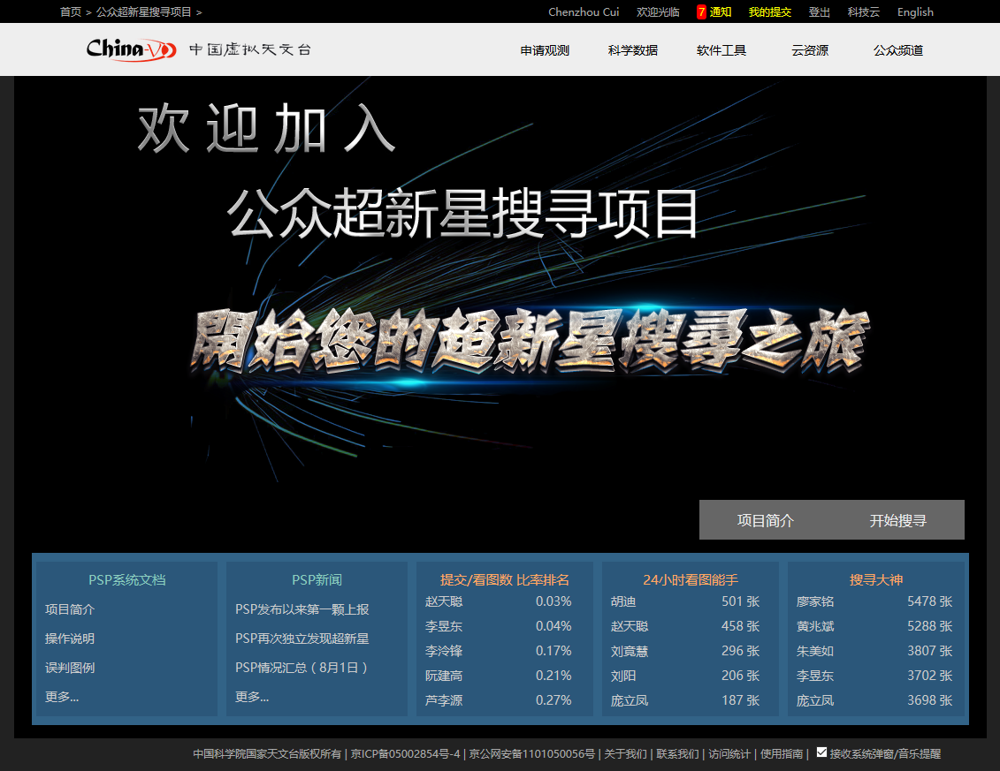 首页 > 公众超新星搜寻项目 >
Chenzhou Cui 欢迎光临 7 通知 我的提交 登出 科技云 English
China-VO 中国虚拟天文台
申请观测 科学数据 软件工具 云资源 公众频道
欢迎加入
公众超新星搜寻项目
開始您的超新星搜尋之旅
项目简介 开始搜寻
PSP系统文档
项目简介
操作说明
误判图例
更多...
PSP新闻
PSP发布以来第一颗上报
PSP再次独立发现超新星
PSP情况汇总（8月1日）
更多...
提交/看图数 比率排名
赵天聪 0.03%
李昱东 0.04%
李泠锋 0.17%
阮建高 0.21%
芦李源 0.27%
24小时看图能手
胡迪 501 张
赵天聪 458 张
刘竟慧 296 张
刘阳 206 张
庞立凤 187 张
搜寻大神
廖家铭 5478 张
黄兆斌 5288 张
朱美如 3807 张
李昱东 3702 张
庞立凤 3698 张
中国科学院国家天文台版权所有 | 京ICP备05002854号-4 | 京公网安备1101050056号 | 关于我们 | 联系我们 | 访问统计 | 使用指南 | 接收系统弹窗/音乐提醒